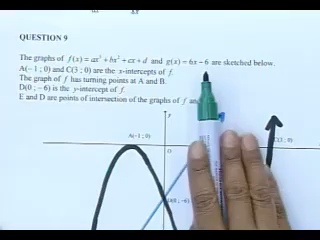 QUESTION 9
The graphs of f(x) = ax³ + bx² + cx + d and g(x) = 6x – 6 are sketched below.
A(–1 ; 0) and C(3 ; 0) are the x-intercepts of f.
The graph of f has turning points at A and B.
D(0 ; –6) is the y-intercept of f.
E and D are points of intersection of the graphs of f and
y
A(–1 ; 0)
O
C(3 ; 0)
D(0 ; –6)